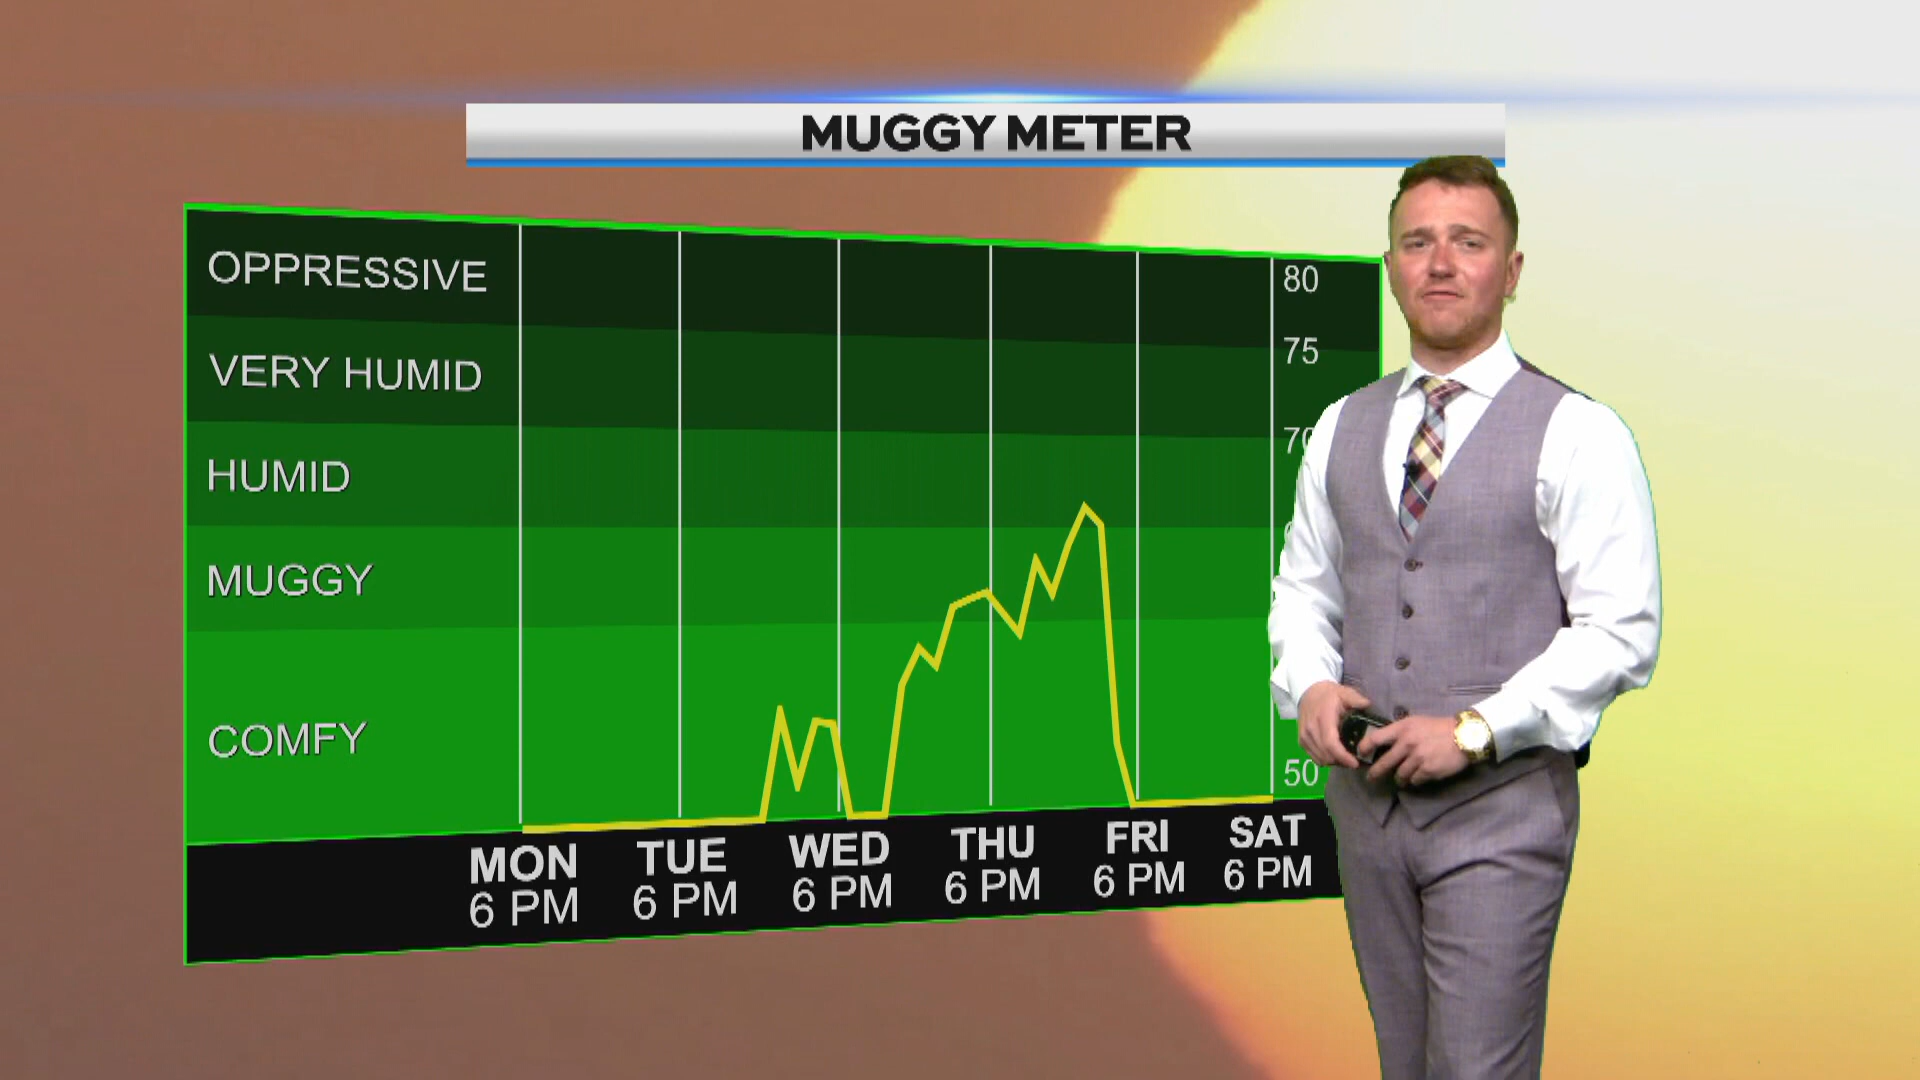 MUGGY METER
OPPRESSIVE
VERY HUMID
HUMID
MUGGY
COMFY
80
75
70
50
MON
6 PM
TUE
6 PM
WED
6 PM
THU
6 PM
FRI
6 PM
SAT
6 PM